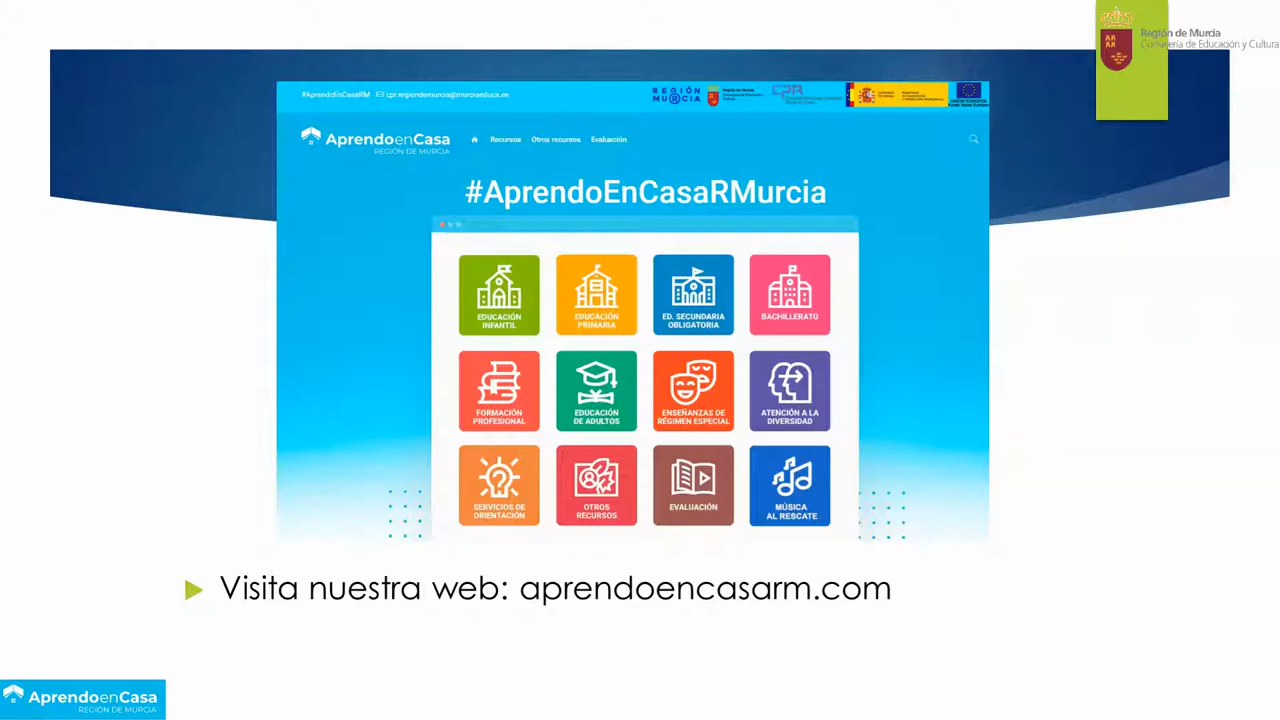 Región de Murcia
Consejería de Educación y Cultura
#AprendoEnCasaRM
cpr.regiondemurcia@murciaeduca.es
REGIÓN
MURCIA
CPR
AprendoenCasa
REGIÓN DE MURCIA
Recursos
Otros recursos
Evaluación
#AprendoEnCasaRMurcia
EDUCACIÓN
INFANTIL
EDUCACIÓN
PRIMARIA
ED. SECUNDARIA
OBLIGATORIA
BACHILLERATO
FORMACIÓN
PROFESIONAL
EDUCACIÓN
DE ADULTOS
ENSEÑANZAS DE
RÉGIMEN ESPECIAL
ATENCIÓN A LA
DIVERSIDAD
SERVICIOS DE
ORIENTACIÓN
OTROS
RECURSOS
EVALUACIÓN
MÚSICA
AL RESCATE
Visita nuestra web: aprendoencasarm.com
AprendoenCasa
REGIÓN DE MURCIA